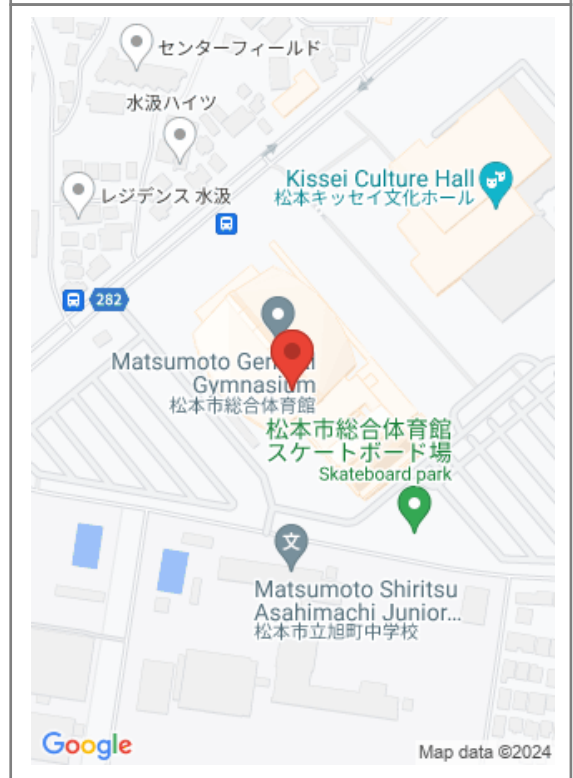 センターフィールド
水汲ハイツ
Kissei Culture Hall
松本キッセイ文化ホール
レジデンス 水汲
282
Matsumoto Gen l
Gymnasium
松本市総合体育館
松本市総合体育館
スケートボード場
Skateboard park
文
Matsumoto Shiritsu
Asahimachi Junior...
松本市立旭町中学校
Google
Map data ©2024